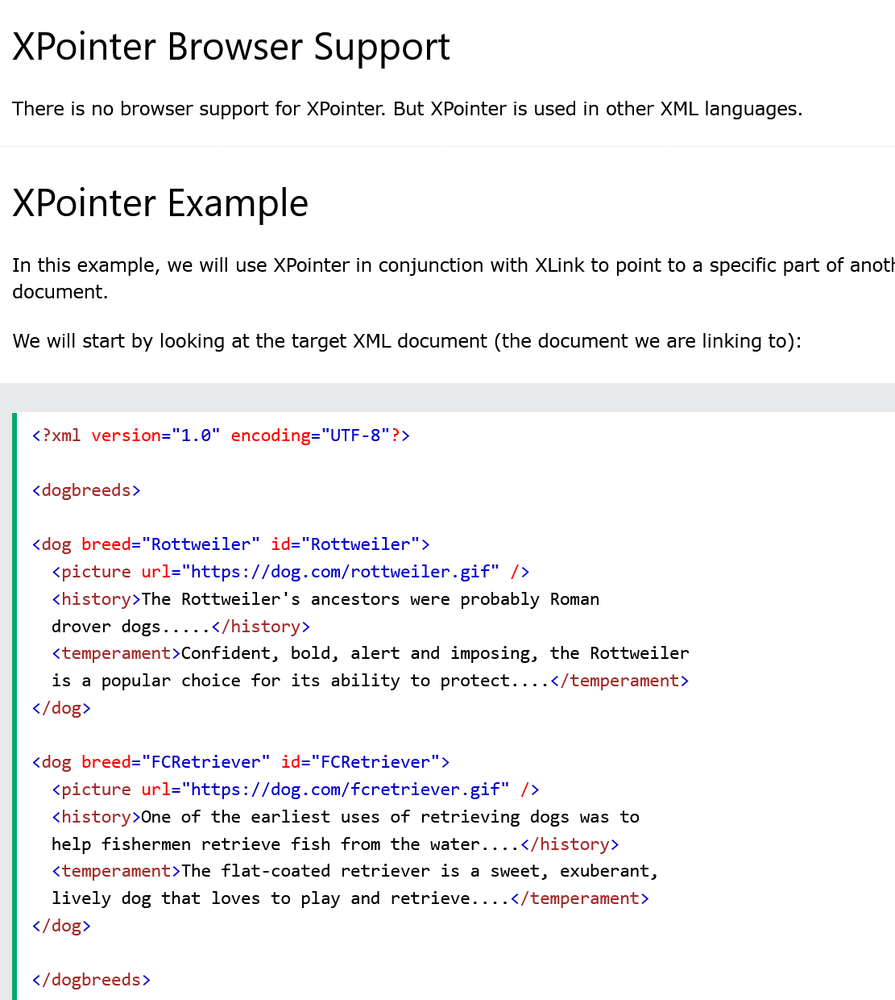 XPointer Browser Support
There is no browser support for XPointer. But XPointer is used in other XML languages.
XPointer Example
In this example, we will use XPointer in conjunction with XLink to point to a specific part of
document.
We will start by looking at the target XML document (the document we are linking to):
<?xml version="1.0" encoding="UTF-8"?>
<dogbreeds>
<dog breed="Rottweiler" id="Rottweiler">
  <picture url="https://dog.com/rottweiler.gif" />
  <history>The Rottweiler's ancestors were probably Roman
  drover dogs.....</history>
  <temperament>Confident, bold, alert and imposing, the Rottweiler
  is a popular choice for its ability to protect....</temperament>
</dog>
<dog breed="FCRetriever" id="FCRetriever">
  <picture url="https://dog.com/fcretriever.gif" />
  <history>One of the earliest uses of retrieving dogs was to
  help fishermen retrieve fish from the water....</history>
  <temperament>The flat-coated retriever is a sweet, exuberant,
  lively dog that loves to play and retrieve....</temperament>
</dog>
</dogbreeds>